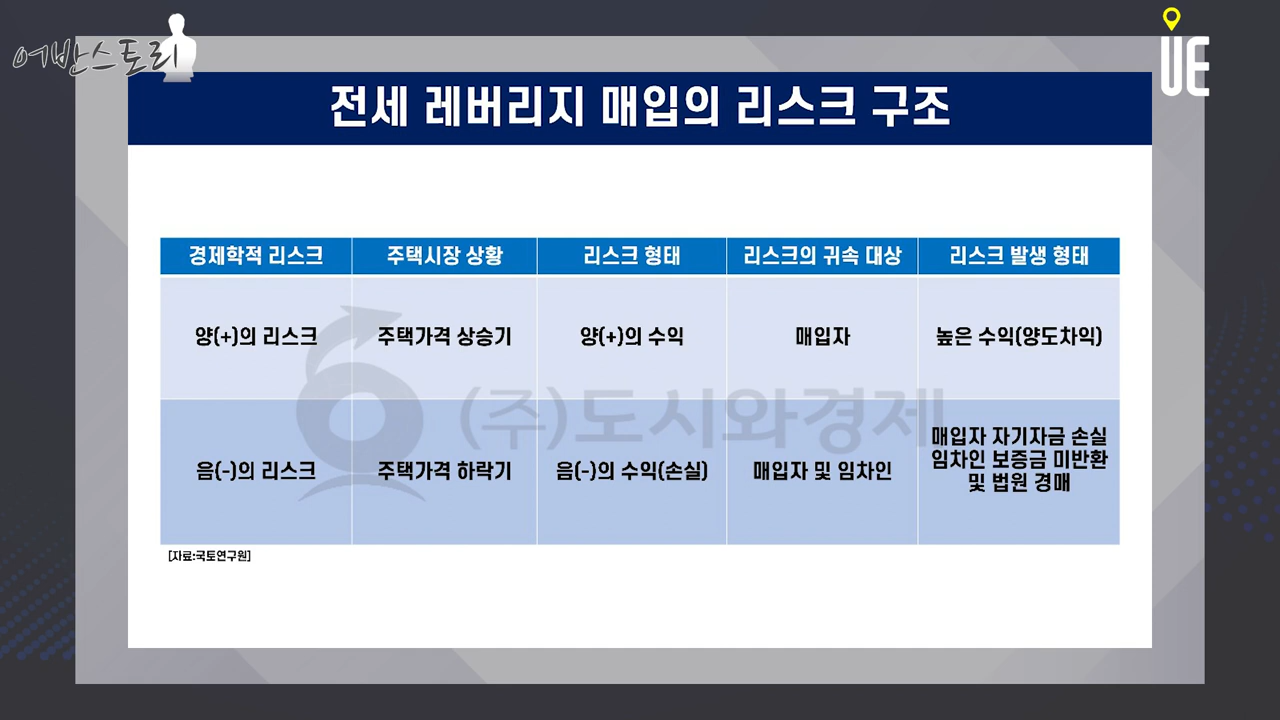 어반스토리
UE
전세 레버리지 매입의 리스크 구조
경제학적 리스크 주택시장 상황 리스크 형태 리스크의 귀속 대상 리스크 발생 형태
양(+)의 리스크 주택가격 상승기 양(+)의 수익 매입자 높은 수익(양도차익)
(주)도시와경제
음(-)의 리스크 주택가격 하락기 음(-)의 수익(손실) 매입자 및 임차인 매입자 자기자금 손실
임차인 보증금 미반환
및 법원 경매
[자료:국토연구원]